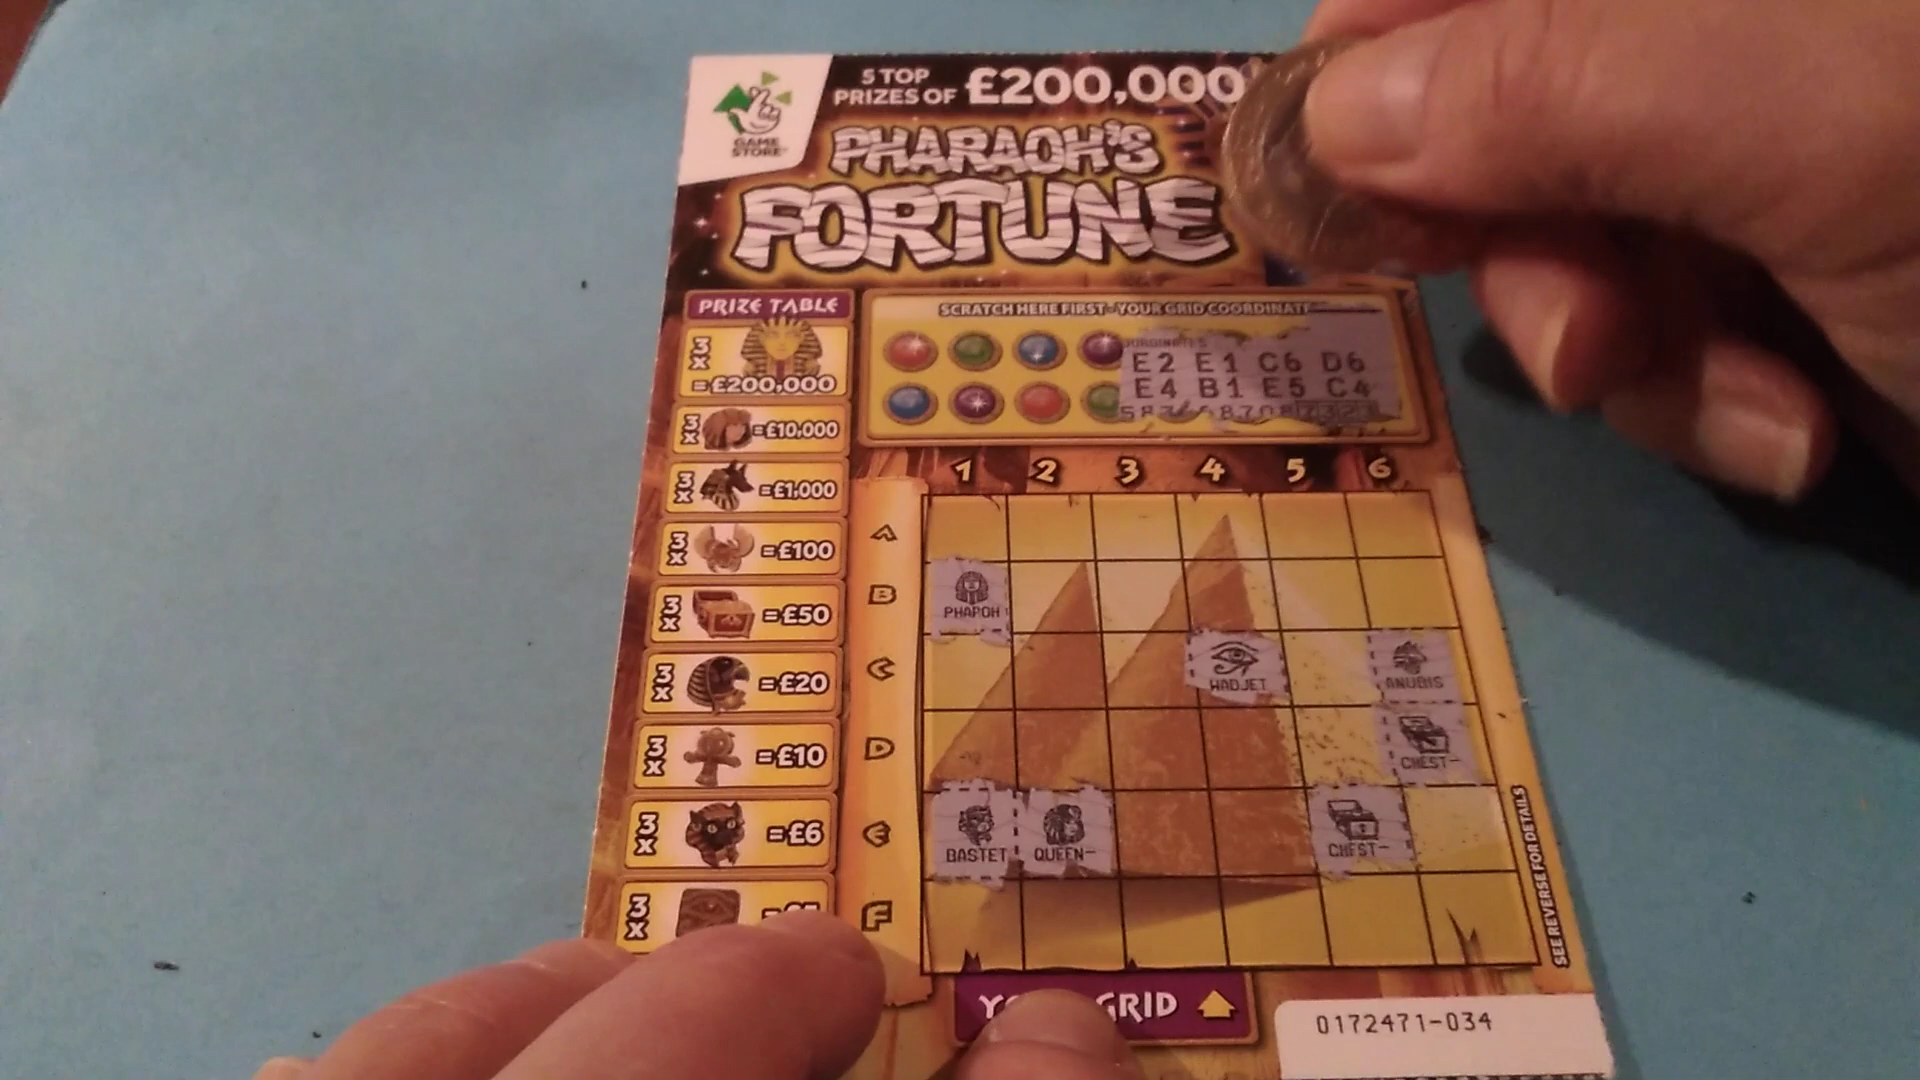 GAME
STORE
5 TOP
PRIZES OF £200,000
PHARAOH'S
FORTUNE
PRIZE TABLE
3x = £200,000
3x = £10,000
3x = £1,000
3x = £100
3x = £50
3x = £20
3x = £10
3x = £6
3x
SCRATCH HERE FIRST - YOUR GRID COORDINAT
E2 E1 C6 D6
E4 B1 E5 C4
1 2 3 4 5 6
A
B
PHAROH
C
WADJET
ANUBIS
D
CHEST-
E
BASTET
QUEEN-
CHEST-
F
GRID
SEE REVERSE FOR DETAILS
0172471-034